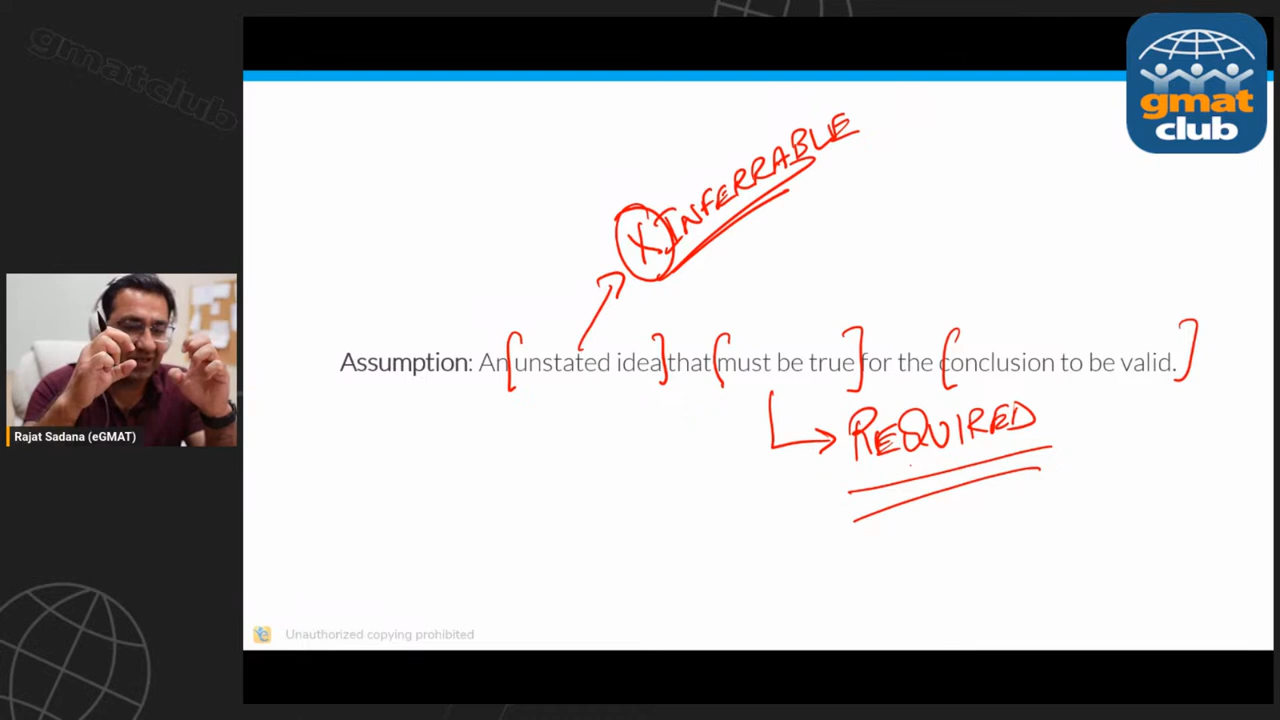 gmatclub
gmat
club
X INFERRABLE
Assumption: An [unstated idea] that [must be true] for the [conclusion to be valid.]
REQUIRED
Rajat Sadana (eGMAT)
Unauthorized copying prohibited